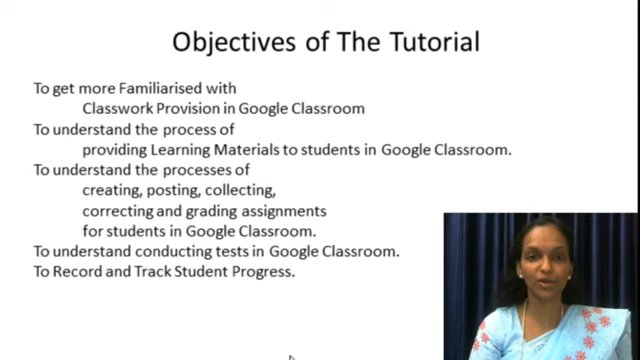 Objectives of The Tutorial
To get more Familiarised with
Classwork Provision in Google Classroom
To understand the process of
providing Learning Materials to students in Google Classroom.
To understand the processes of
creating, posting, collecting,
correcting and grading assignments
for students in Google Classroom.
To understand conducting tests in Google Classroom.
To Record and Track Student Progress.